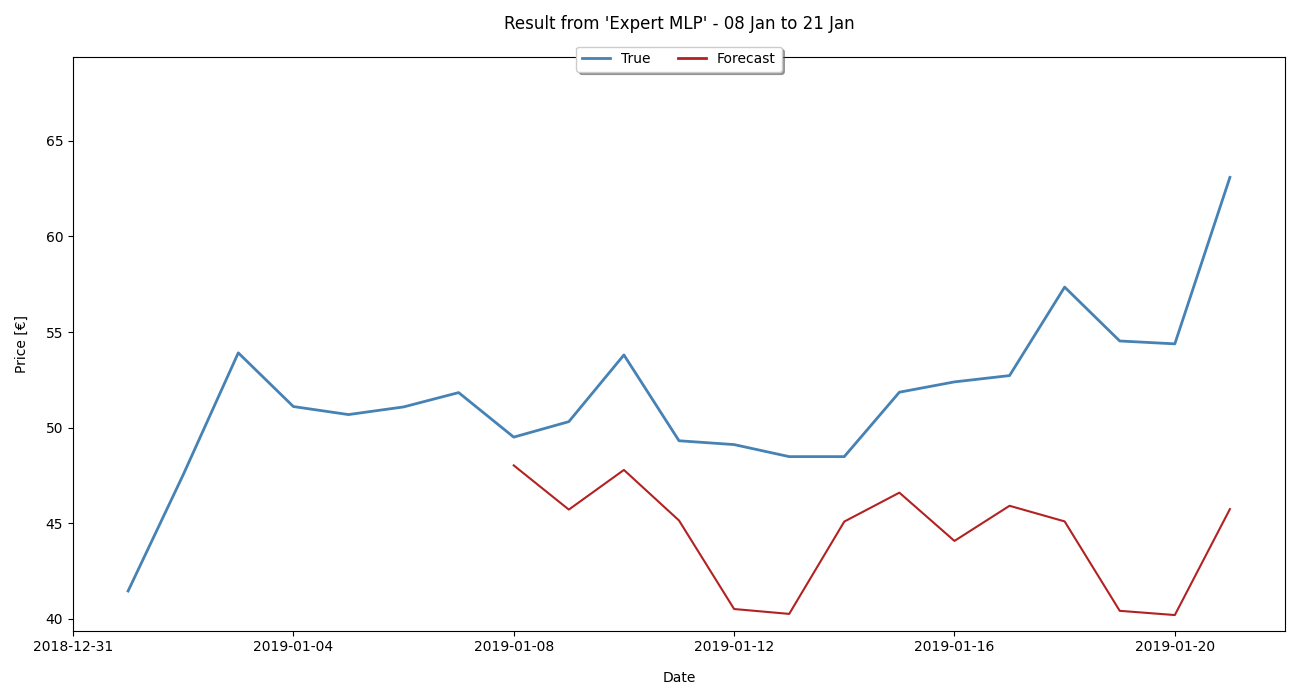 Result from 'Expert MLP' - 08 Jan to 21 Jan
True Forecast
65
60
55
50
45
40
Price [€]
2018-12-31 2019-01-04 2019-01-08 2019-01-12 2019-01-16 2019-01-20
Date